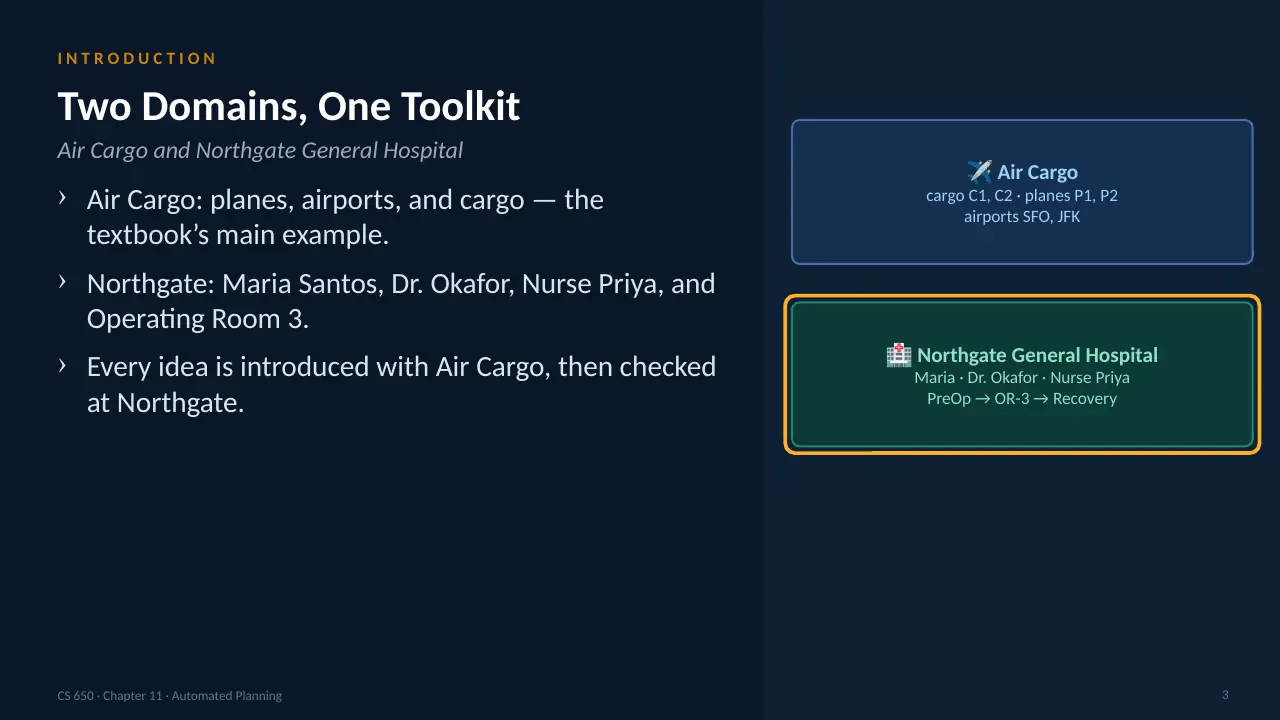 INTRODUCTION
Two Domains, One Toolkit
Air Cargo and Northgate General Hospital
› Air Cargo: planes, airports, and cargo — the
textbook’s main example.
› Northgate: Maria Santos, Dr. Okafor, Nurse Priya, and
Operating Room 3.
› Every idea is introduced with Air Cargo, then checked
at Northgate.
✈️ Air Cargo
cargo C1, C2 · planes P1, P2
airports SFO, JFK
🏥 Northgate General Hospital
Maria · Dr. Okafor · Nurse Priya
PreOp → OR-3 → Recovery
CS 650 · Chapter 11 · Automated Planning
3